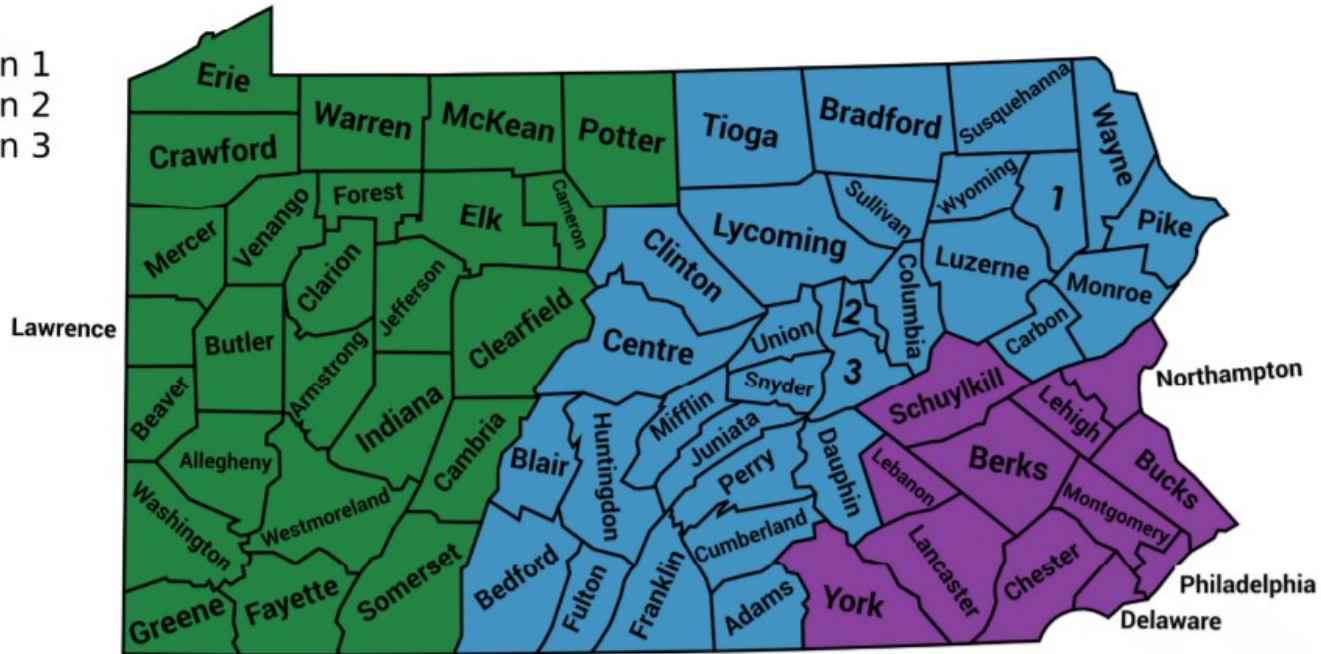 n 1
n 2
n 3
Erie
Warren
McKean
Potter
Tioga
Bradford
Susquehanna
Wayne
Crawford
Forest
Elk
Cameron
Mercer
Venango
Clarion
Jefferson
Clearfield
Clinton
Lycoming
Sullivan
Wyoming
1
Pike
Luzerne
Columbia
Monroe
Carbon
Lawrence
Butler
Armstrong
Centre
Union
2
3
Snyder
Northampton
Beaver
Indiana
Cambria
Blair
Huntingdon
Mifflin
Juniata
Perry
Dauphin
Schuylkill
Lehigh
Berks
Lebanon
Bucks
Montgomery
Allegheny
Washington
Westmoreland
Somerset
Bedford
Fulton
Franklin
Cumberland
Adams
York
Lancaster
Chester
Philadelphia
Delaware
Greene
Fayette